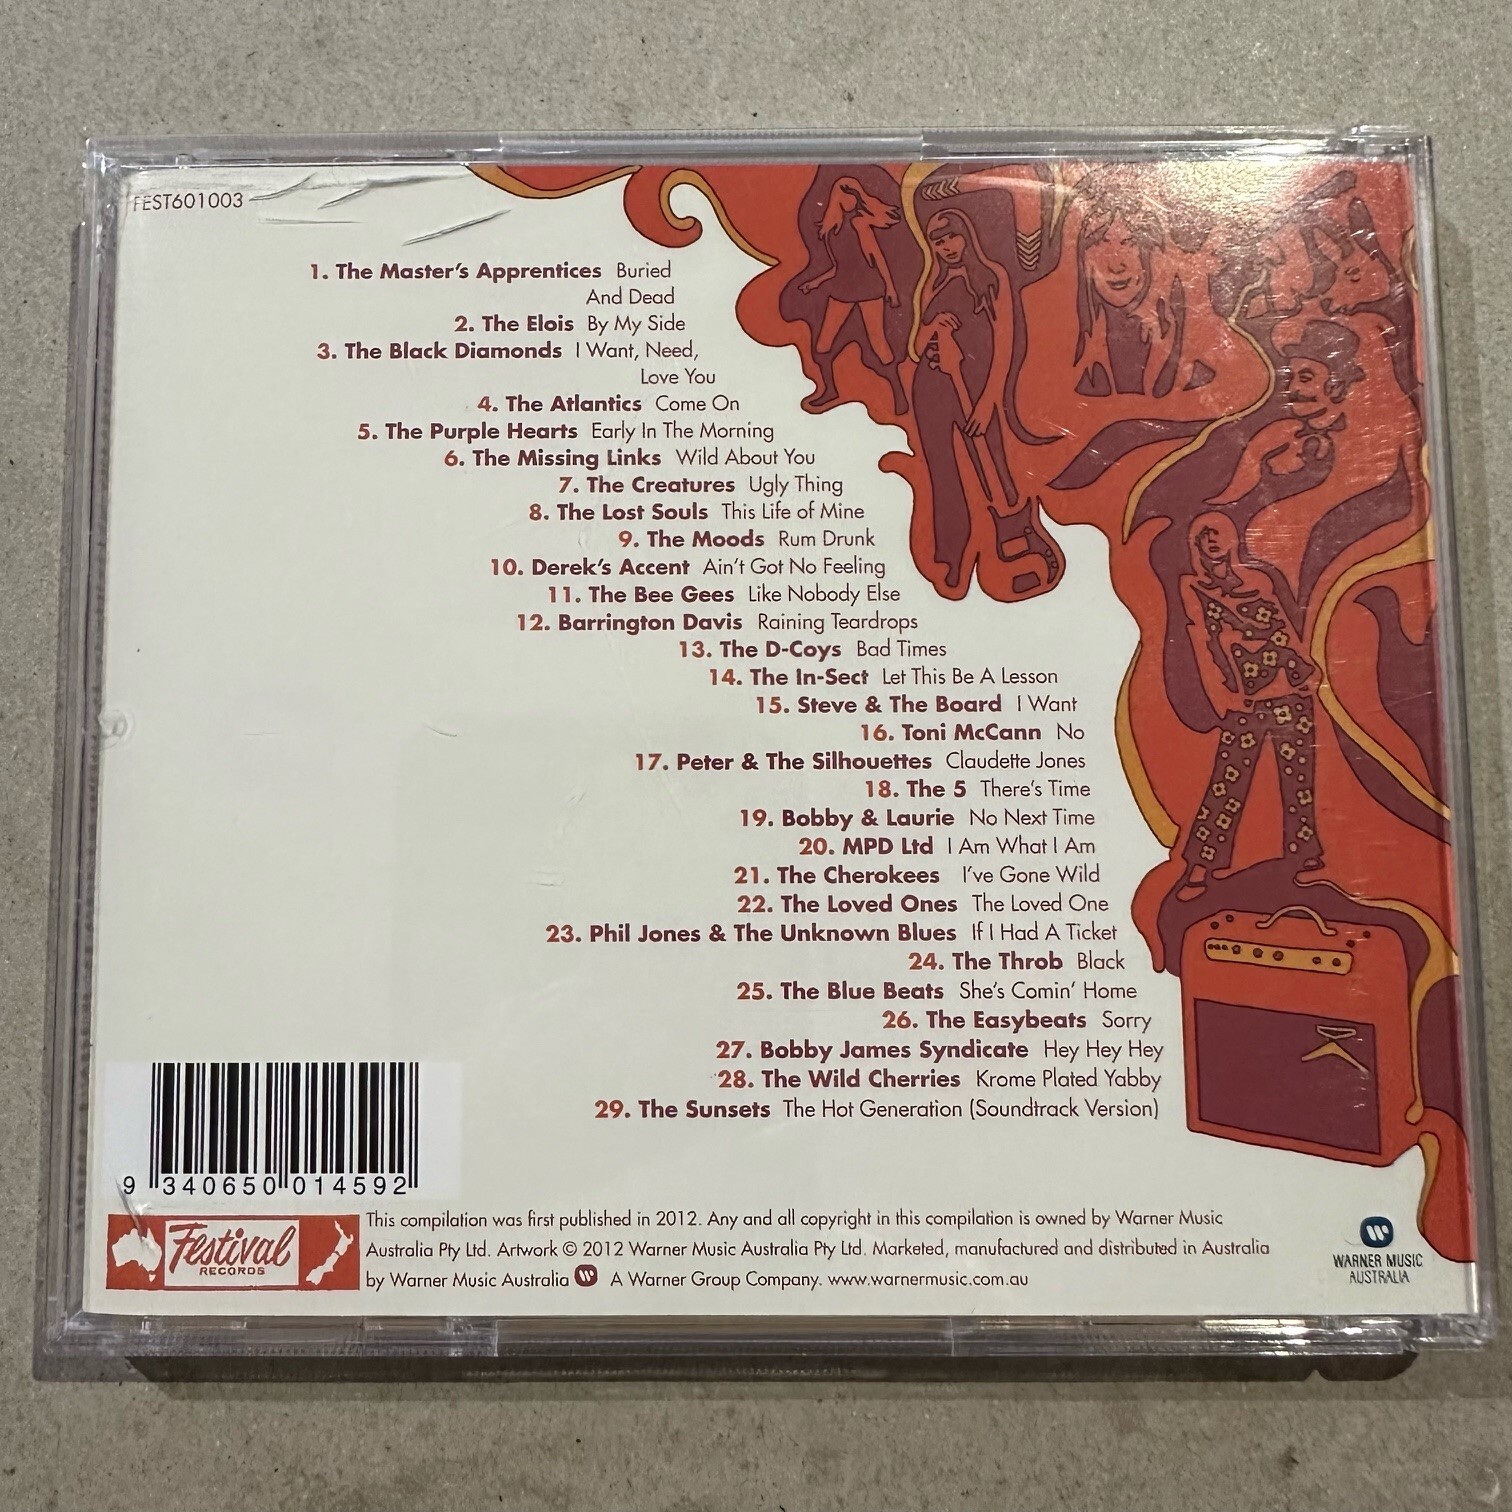 FEST601003
1. The Master's Apprentices Buried
And Dead
2. The Elois By My Side
3. The Black Diamonds I Want, Need,
Love You
4. The Atlantics Come On
5. The Purple Hearts Early In The Morning
6. The Missing Links Wild About You
7. The Creatures Ugly Thing
8. The Lost Souls This Life of Mine
9. The Moods Rum Drunk
10. Derek's Accent Ain't Got No Feeling
11. The Bee Gees Like Nobody Else
12. Barrington Davis Raining Teardrops
13. The D-Coys Bad Times
14. The In-Sect Let This Be A Lesson
15. Steve & The Board I Want
16. Toni McCann No
17. Peter & The Silhouettes Claudette Jones
18. The 5 There's Time
19. Bobby & Laurie No Next Time
20. MPD Ltd I Am What I Am
21. The Cherokees I've Gone Wild
22. The Loved Ones The Loved One
23. Phil Jones & The Unknown Blues If I Had A Ticket
24. The Throb Black
25. The Blue Beats She's Comin' Home
26. The Easybeats Sorry
27. Bobby James Syndicate Hey Hey Hey
28. The Wild Cherries Krome Plated Yabby
29. The Sunsets The Hot Generation (Soundtrack Version)
9 340650 014592
Festival
RECORDS
This compilation was first published in 2012. Any and all copyright in this compilation is owned by Warner Music
Australia Pty Ltd. Artwork © 2012 Warner Music Australia Pty Ltd. Marketed, manufactured and distributed in Australia
by Warner Music Australia A Warner Group Company. www.warnermusic.com.au
WARNER MUSIC
AUSTRALIA